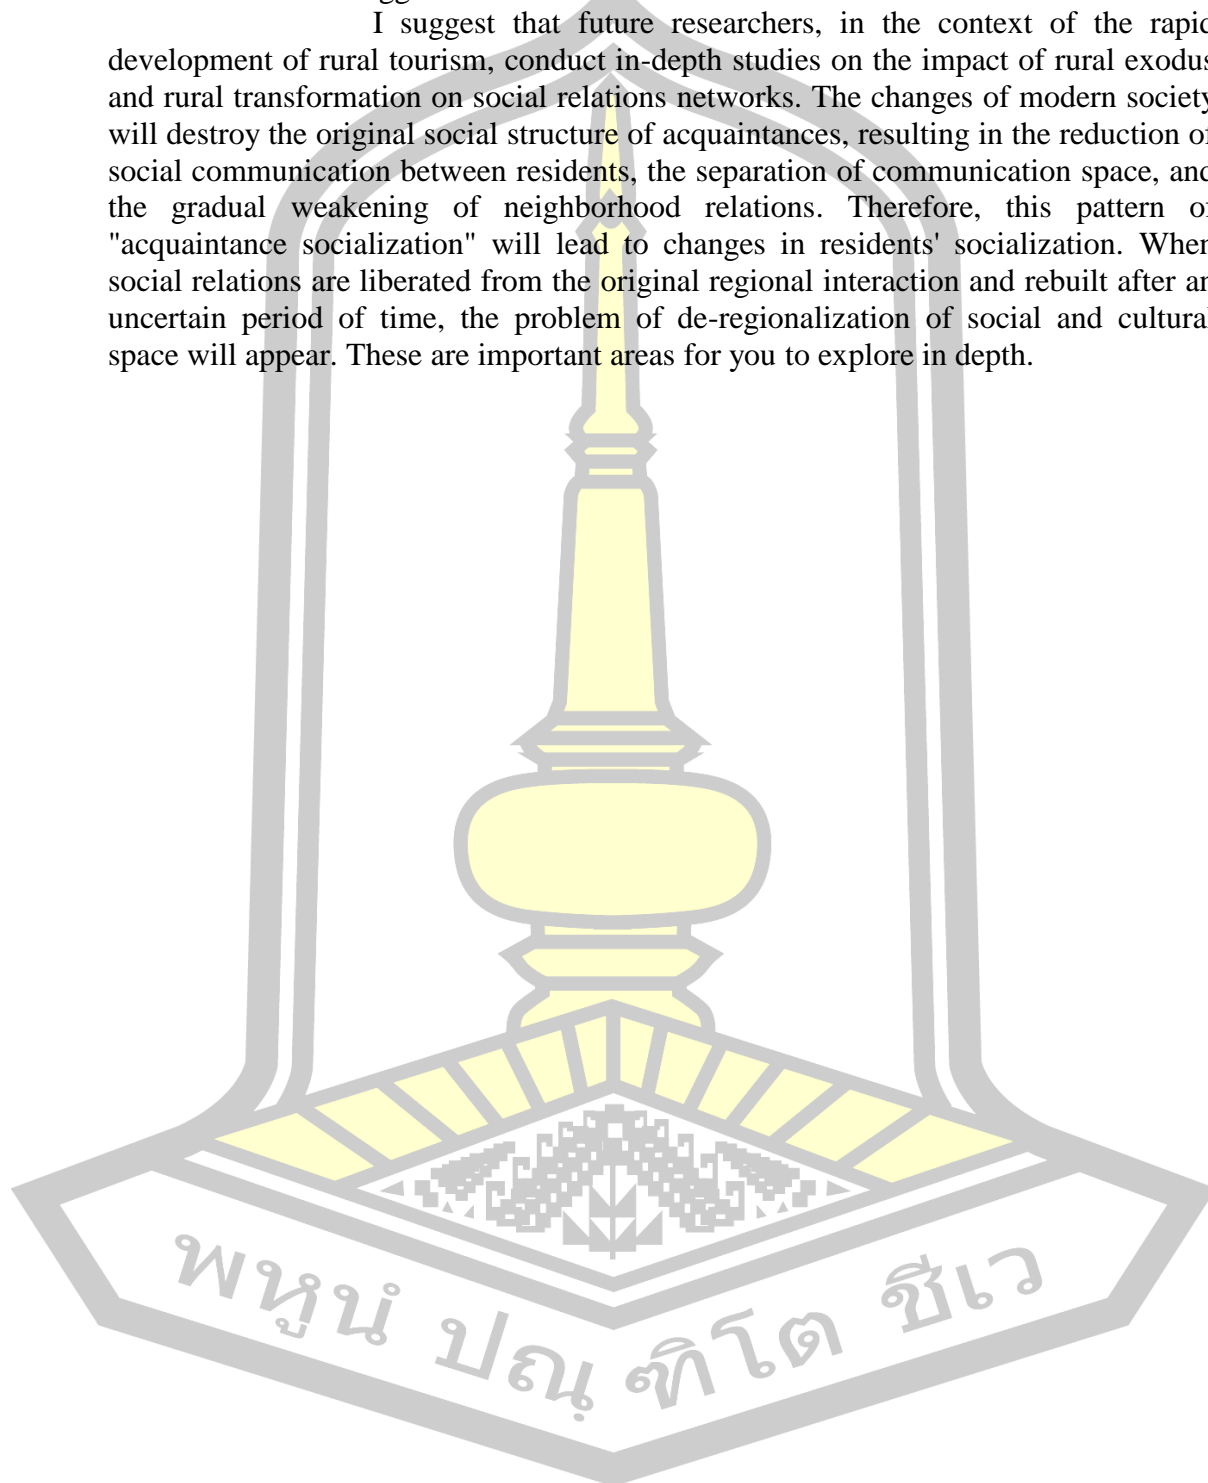 I suggest that future researchers, in the context of the rapid
development of rural tourism, conduct in-depth studies on the impact of rural exodus
and rural transformation on social relations networks. The changes of modern society
will destroy the original social structure of acquaintances, resulting in the reduction of
social communication between residents, the separation of communication space, and
the gradual weakening of neighborhood relations. Therefore, this pattern of
"acquaintance socialization" will lead to changes in residents' socialization. When
social relations are liberated from the original regional interaction and rebuilt after an
uncertain period of time, the problem of de-regionalization of social and cultural
space will appear. These are important areas for you to explore in depth.
พหูนํ ปณฺฑิโต ชีเว